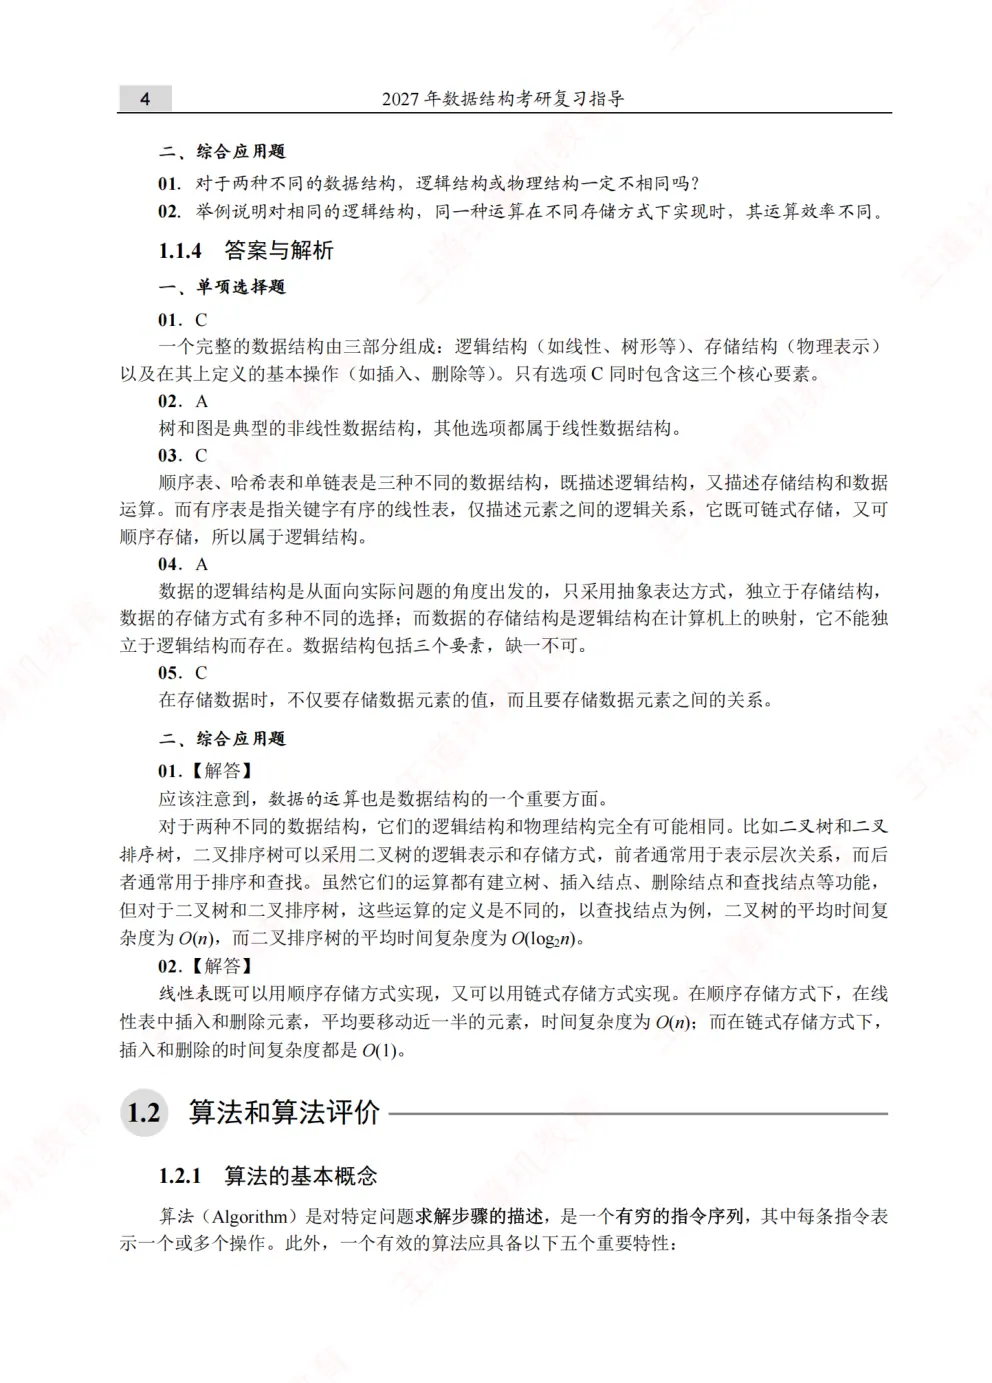 4
2027 年数据结构考研复习指导
二、综合应用题
01. 对于两种不同的数据结构，逻辑结构或物理结构一定不相同吗？
02. 举例说明对相同的逻辑结构，同一种运算在不同存储方式下实现时，其运算效率不同。
1.1.4 答案与解析
一、单项选择题
01. C
一个完整的数据结构由三部分组成：逻辑结构（如线性、树形等）、存储结构（物理表示）
以及在其上定义的基本操作（如插入、删除等）。只有选项 C 同时包含这三个核心要素。
02. A
树和图是典型的非线性数据结构，其他选项都属于线性数据结构。
03. C
顺序表、哈希表和单链表是三种不同的数据结构，既描述逻辑结构，又描述存储结构和数据
运算。而有序表是指关键字有序的线性表，仅描述元素之间的逻辑关系，它既可链式存储，又可
顺序存储，所以属于逻辑结构。
04. A
数据的逻辑结构是从面向实际问题的角度出发的，只采用抽象表达方式，独立于存储结构，
数据的存储方式有多种不同的选择；而数据的存储结构是逻辑结构在计算机上的映射，它不能独
立于逻辑结构而存在。数据结构包括三个要素，缺一不可。
05. C
在存储数据时，不仅要存储数据元素的值，而且要存储数据元素之间的关系。
二、综合应用题
01.【解答】
应该注意到，数据的运算也是数据结构的一个重要方面。
对于两种不同的数据结构，它们的逻辑结构和物理结构完全有可能相同。比如二叉树和二叉
排序树，二叉排序树可以采用二叉树的逻辑表示和存储方式，前者通常用于表示层次关系，而后
者通常用于排序和查找。虽然它们的运算都有建立树、插入结点、删除结点和查找结点等功能，
但对于二叉树和二叉排序树，这些运算的定义是不同的，以查找结点为例，二叉树的平均时间复
杂度为 O(n)，而二叉排序树的平均时间复杂度为 O(log₂n)。
02.【解答】
线性表既可以用顺序存储方式实现，又可以用链式存储方式实现。在顺序存储方式下，在线
性表中插入和删除元素，平均要移动近一半的元素，时间复杂度为 O(n)；而在链式存储方式下，
插入和删除的时间复杂度都是 O(1)。
1.2 算法和算法评价
1.2.1 算法的基本概念
算法（Algorithm）是对特定问题求解步骤的描述，是一个有穷的指令序列，其中每条指令表
示一个或多个操作。此外，一个有效的算法应具备以下五个重要特性：